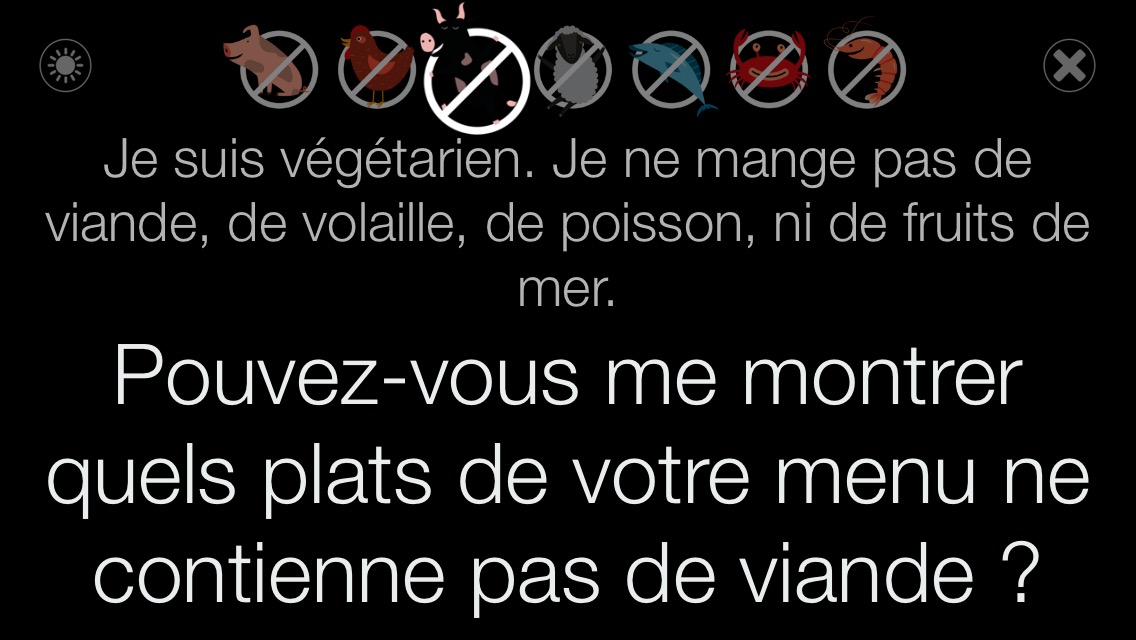 Je suis végétarien. Je ne mange pas de
viande, de volaille, de poisson, ni de fruits de
mer.
Pouvez-vous me montrer
quels plats de votre menu ne
contienne pas de viande ?